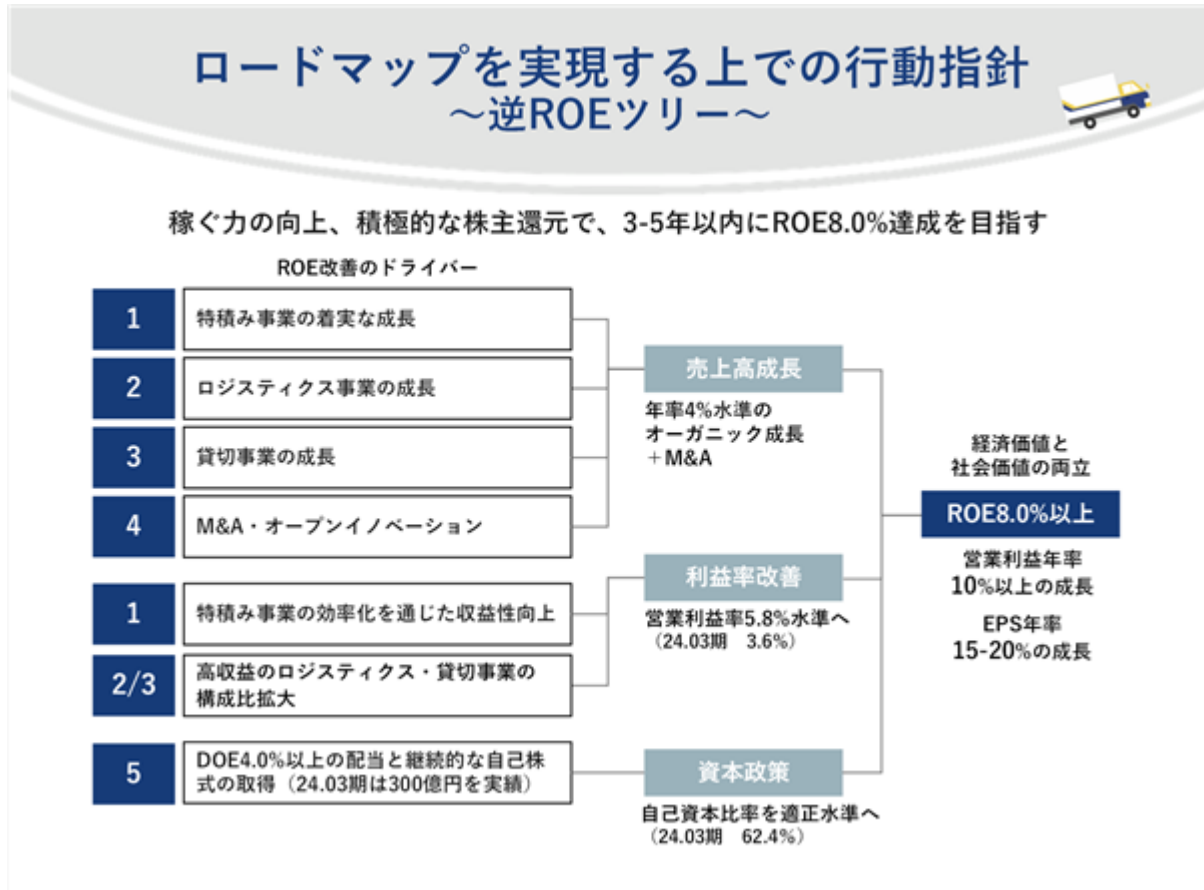 ロードマップを実現する上での行動指針
～逆ROEツリー～
稼ぐ力の向上、積極的な株主還元で、3-5年以内にROE8.0%達成を目指す
ROE改善のドライバー
1
特積み事業の着実な成長
2
ロジスティクス事業の成長
3
貸切事業の成長
4
M&A・オープンイノベーション
売上高成長
年率4%水準の
オーガニック成長
＋M&A
1
特積み事業の効率化を通じた収益性向上
2/3
高収益のロジスティクス・貸切事業の
構成比拡大
利益率改善
営業利益率5.8%水準へ
（24.03期　3.6%）
5
DOE4.0%以上の配当と継続的な自己株
式の取得（24.03期は300億円を実績）
資本政策
自己資本比率を適正水準へ
（24.03期　62.4%）
経済価値と
社会価値の両立
ROE8.0%以上
営業利益年率
10%以上の成長
EPS年率
15-20%の成長